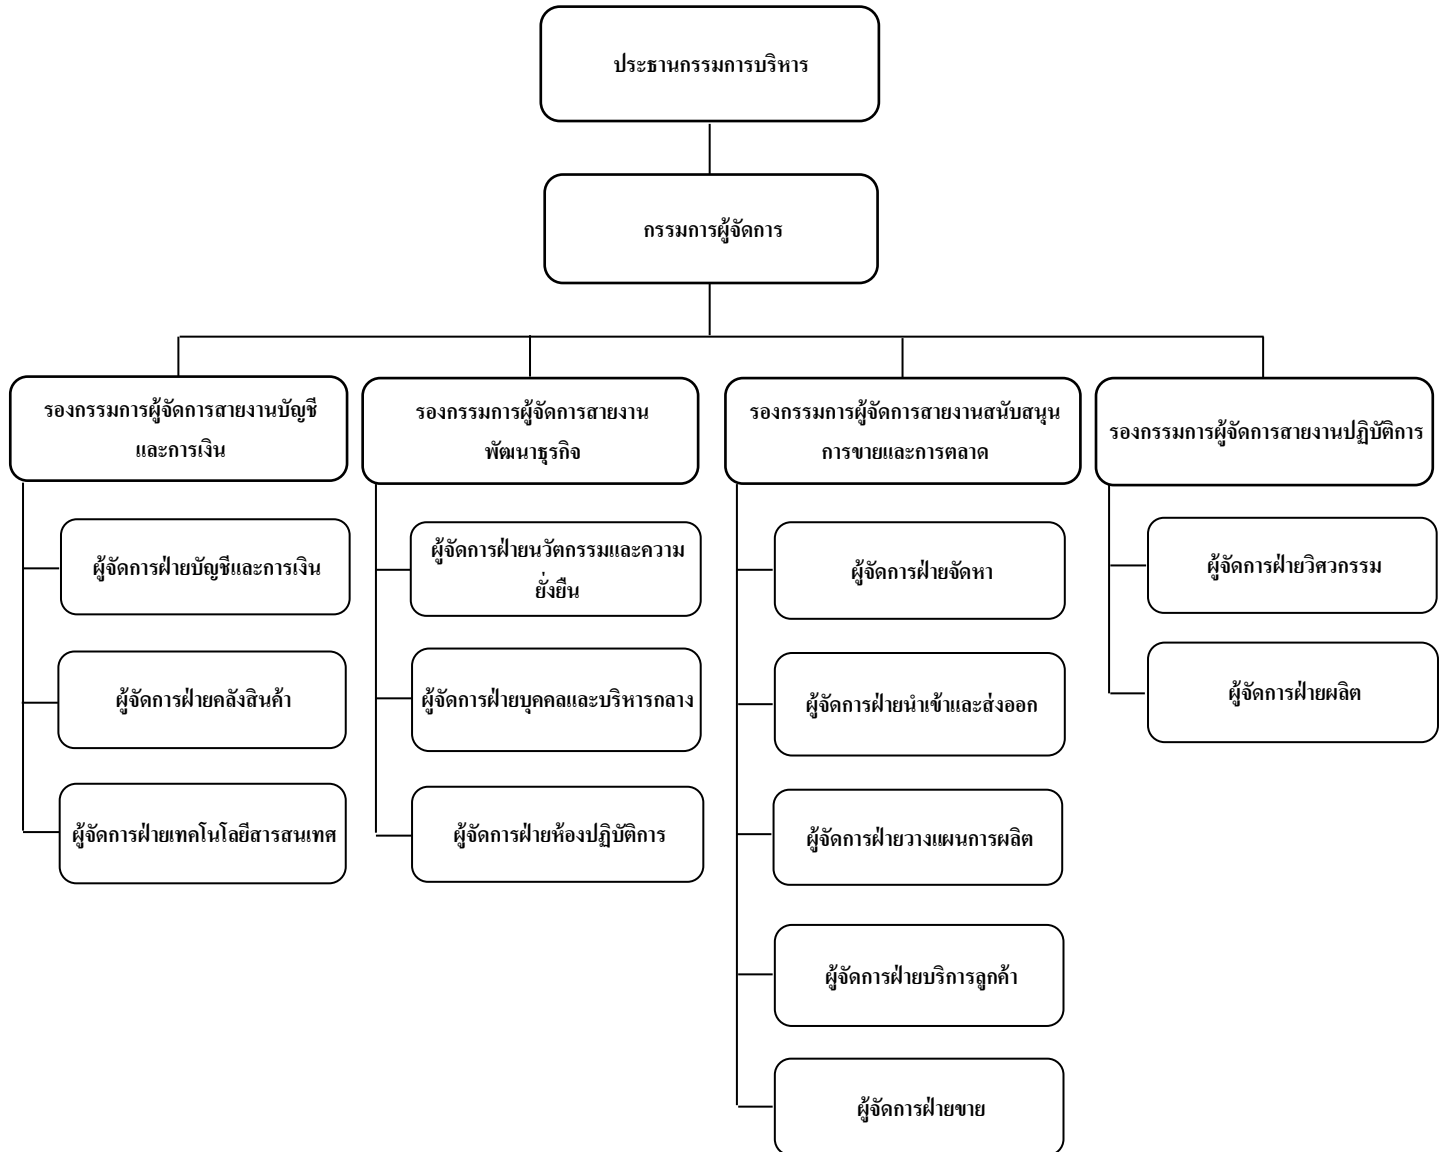 ประธานกรรมการบริหาร
กรรมการผู้จัดการ
รองกรรมการผู้จัดการสายงานบัญชี
และการเงิน
ผู้จัดการฝ่ายบัญชีและการเงิน
ผู้จัดการฝ่ายคลังสินค้า
ผู้จัดการฝ่ายเทคโนโลยีสารสนเทศ
รองกรรมการผู้จัดการสายงาน
พัฒนาธุรกิจ
ผู้จัดการฝ่ายนวัตกรรมและความ
ยั่งยืน
ผู้จัดการฝ่ายบุคคลและบริหารกลาง
ผู้จัดการฝ่ายห้องปฏิบัติการ
รองกรรมการผู้จัดการสายงานสนับสนุน
การขายและการตลาด
ผู้จัดการฝ่ายจัดหา
ผู้จัดการฝ่ายนำเข้าและส่งออก
ผู้จัดการฝ่ายวางแผนการผลิต
ผู้จัดการฝ่ายบริการลูกค้า
ผู้จัดการฝ่ายขาย
รองกรรมการผู้จัดการสายงานปฏิบัติการ
ผู้จัดการฝ่ายวิศวกรรม
ผู้จัดการฝ่ายผลิต